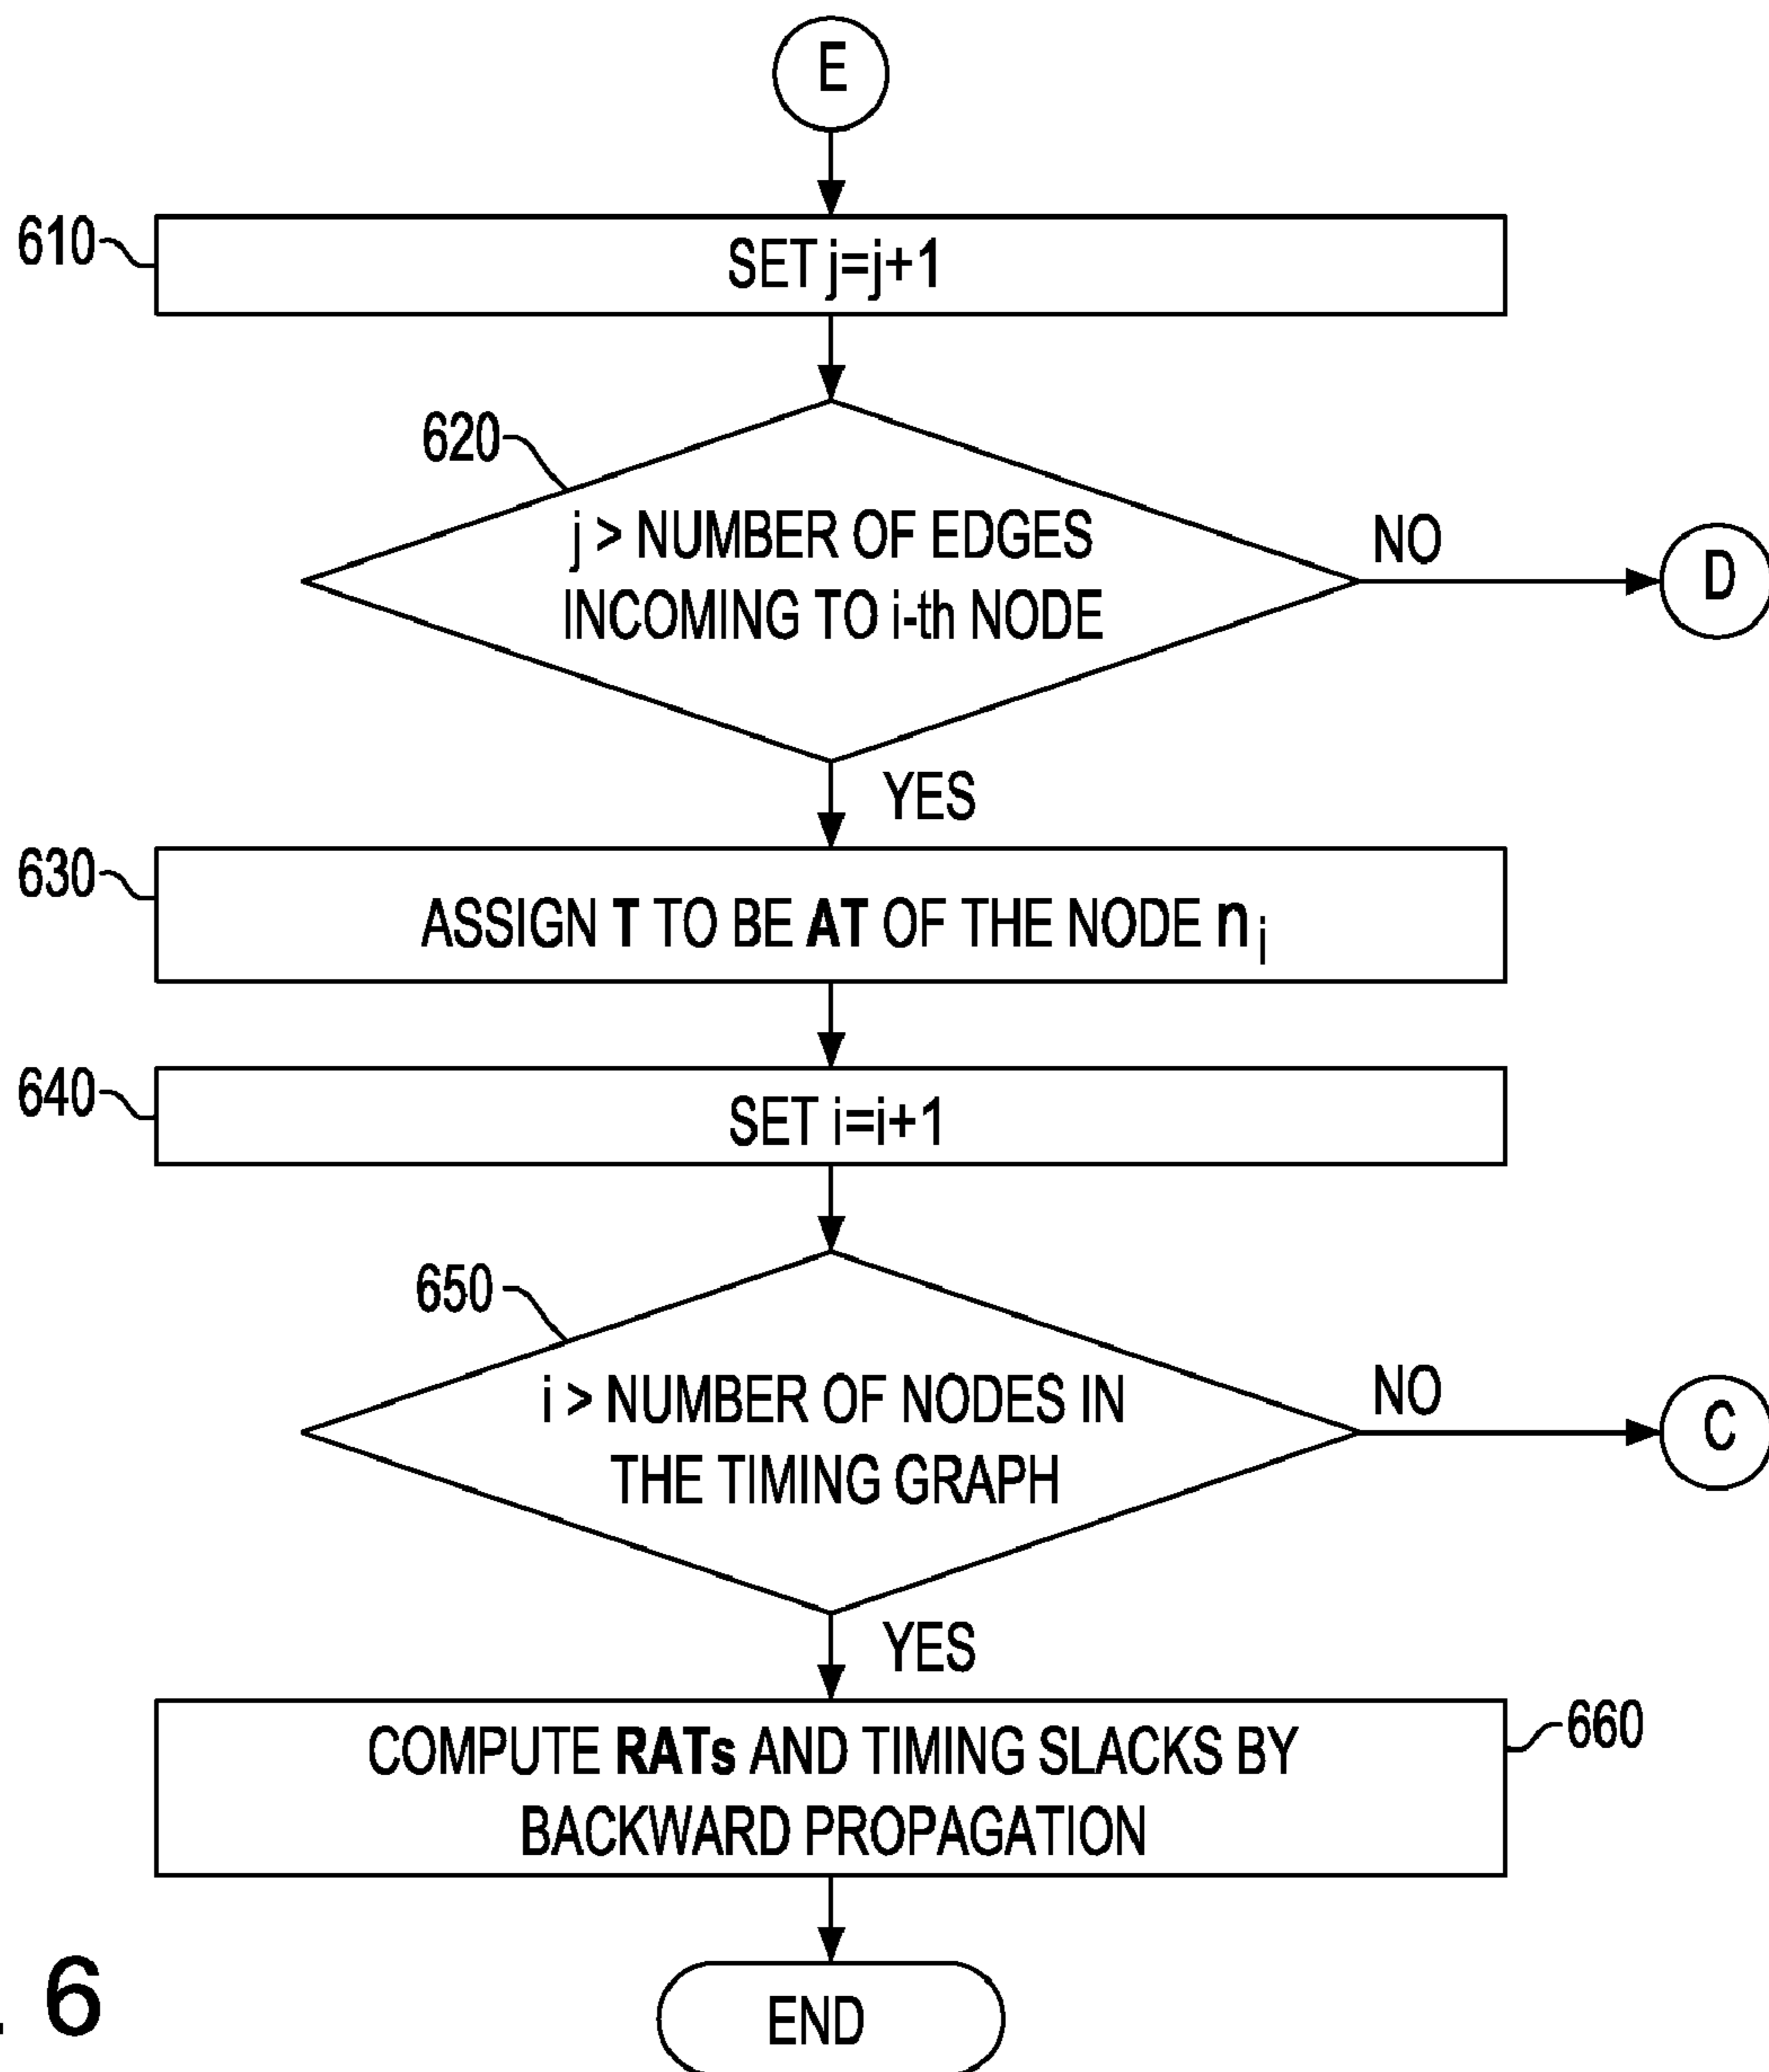 E
610
SET j=j+1
620
j > NUMBER OF EDGES
INCOMING TO i-th NODE
NO
D
YES
630
ASSIGN T TO BE AT OF THE NODE ni
640
SET i=i+1
650
i > NUMBER OF NODES IN
THE TIMING GRAPH
NO
C
YES
COMPUTE RATs AND TIMING SLACKS BY
BACKWARD PROPAGATION
660
END
. 6